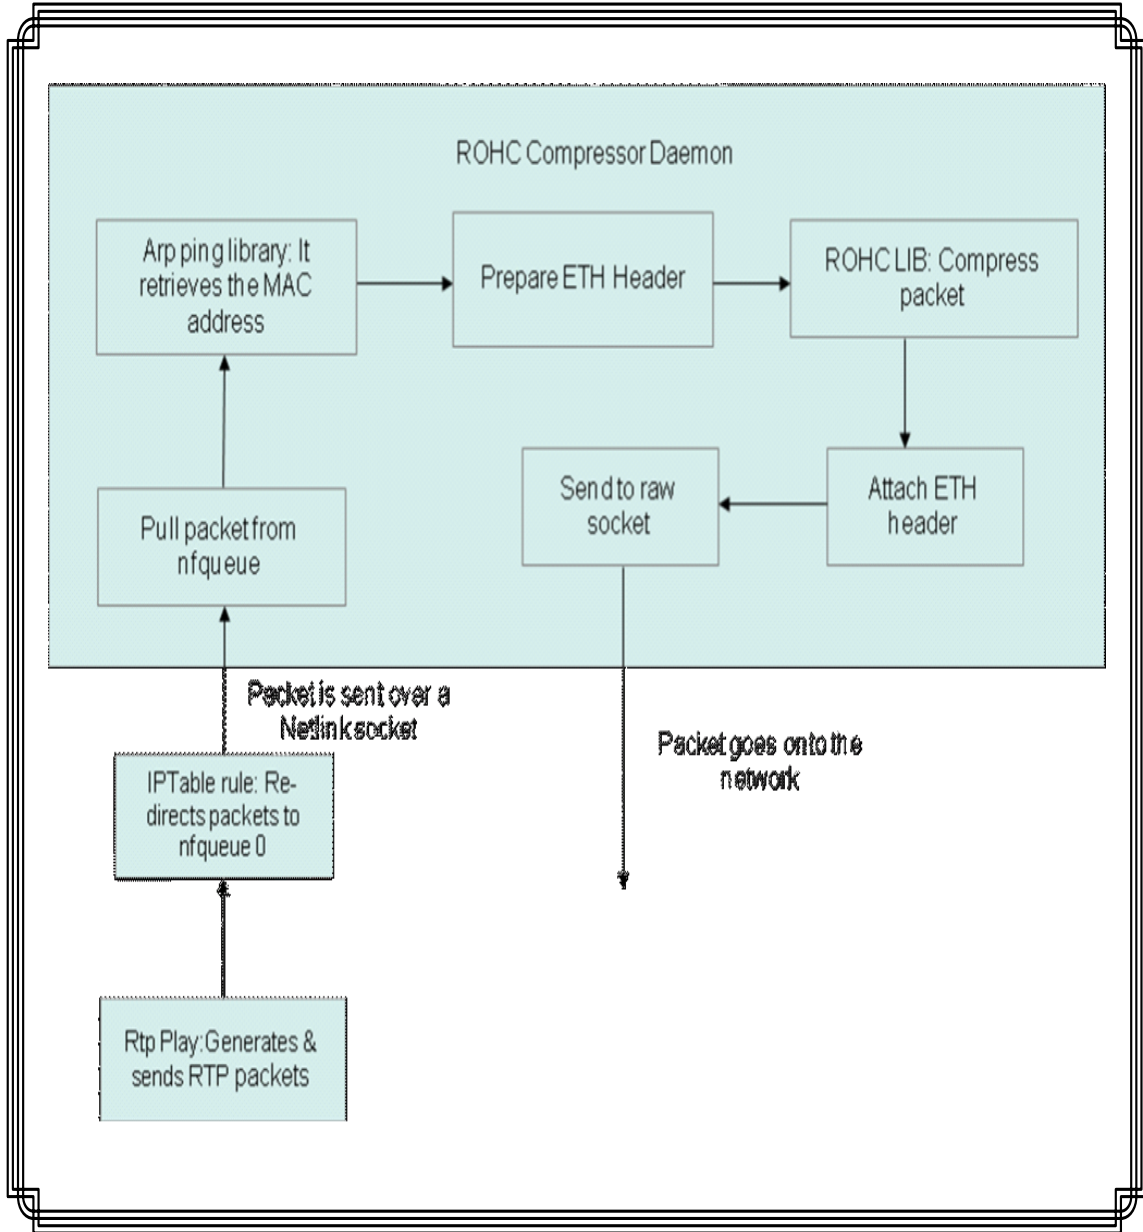 ROHC Compressor Daemon
Arp ping library: It
retrieves the MAC
address
Prepare ETH Header
ROHC LIB: Compress
packet
Pull packet from
nfqueue
Send to raw
socket
Attach ETH
header
Packet is sent over a
Netlink socket
Packet goes onto the
network
IPTable rule: Re-
directs packets to
nfqueue 0
Rtp Play:Generates &
sends RTP packets